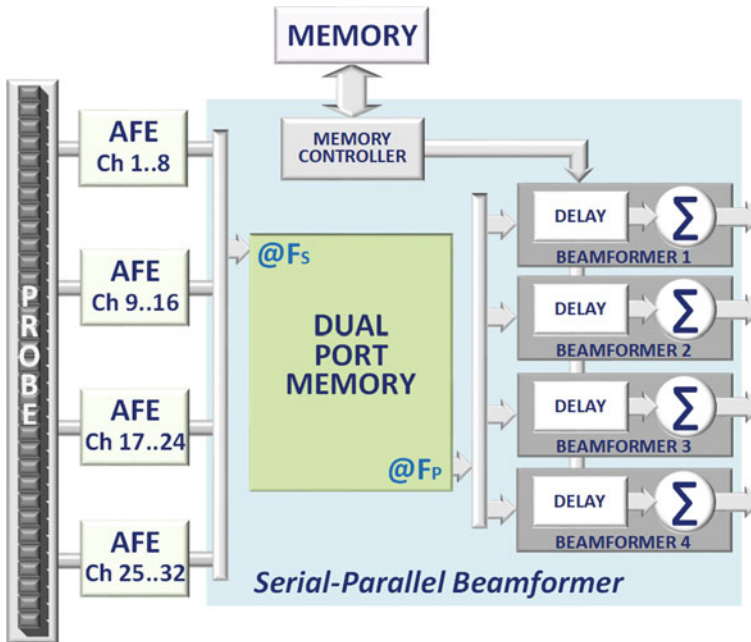 MEMORY
MEMORY
CONTROLLER
PROBE
AFE
Ch 1..8
AFE
Ch 9..16
AFE
Ch 17..24
AFE
Ch 25..32
@Fs
DUAL
PORT
MEMORY
@FP
DELAY
Σ
BEAMFORMER 1
DELAY
Σ
BEAMFORMER 2
DELAY
Σ
BEAMFORMER 3
DELAY
Σ
BEAMFORMER 4
Serial-Parallel Beamformer